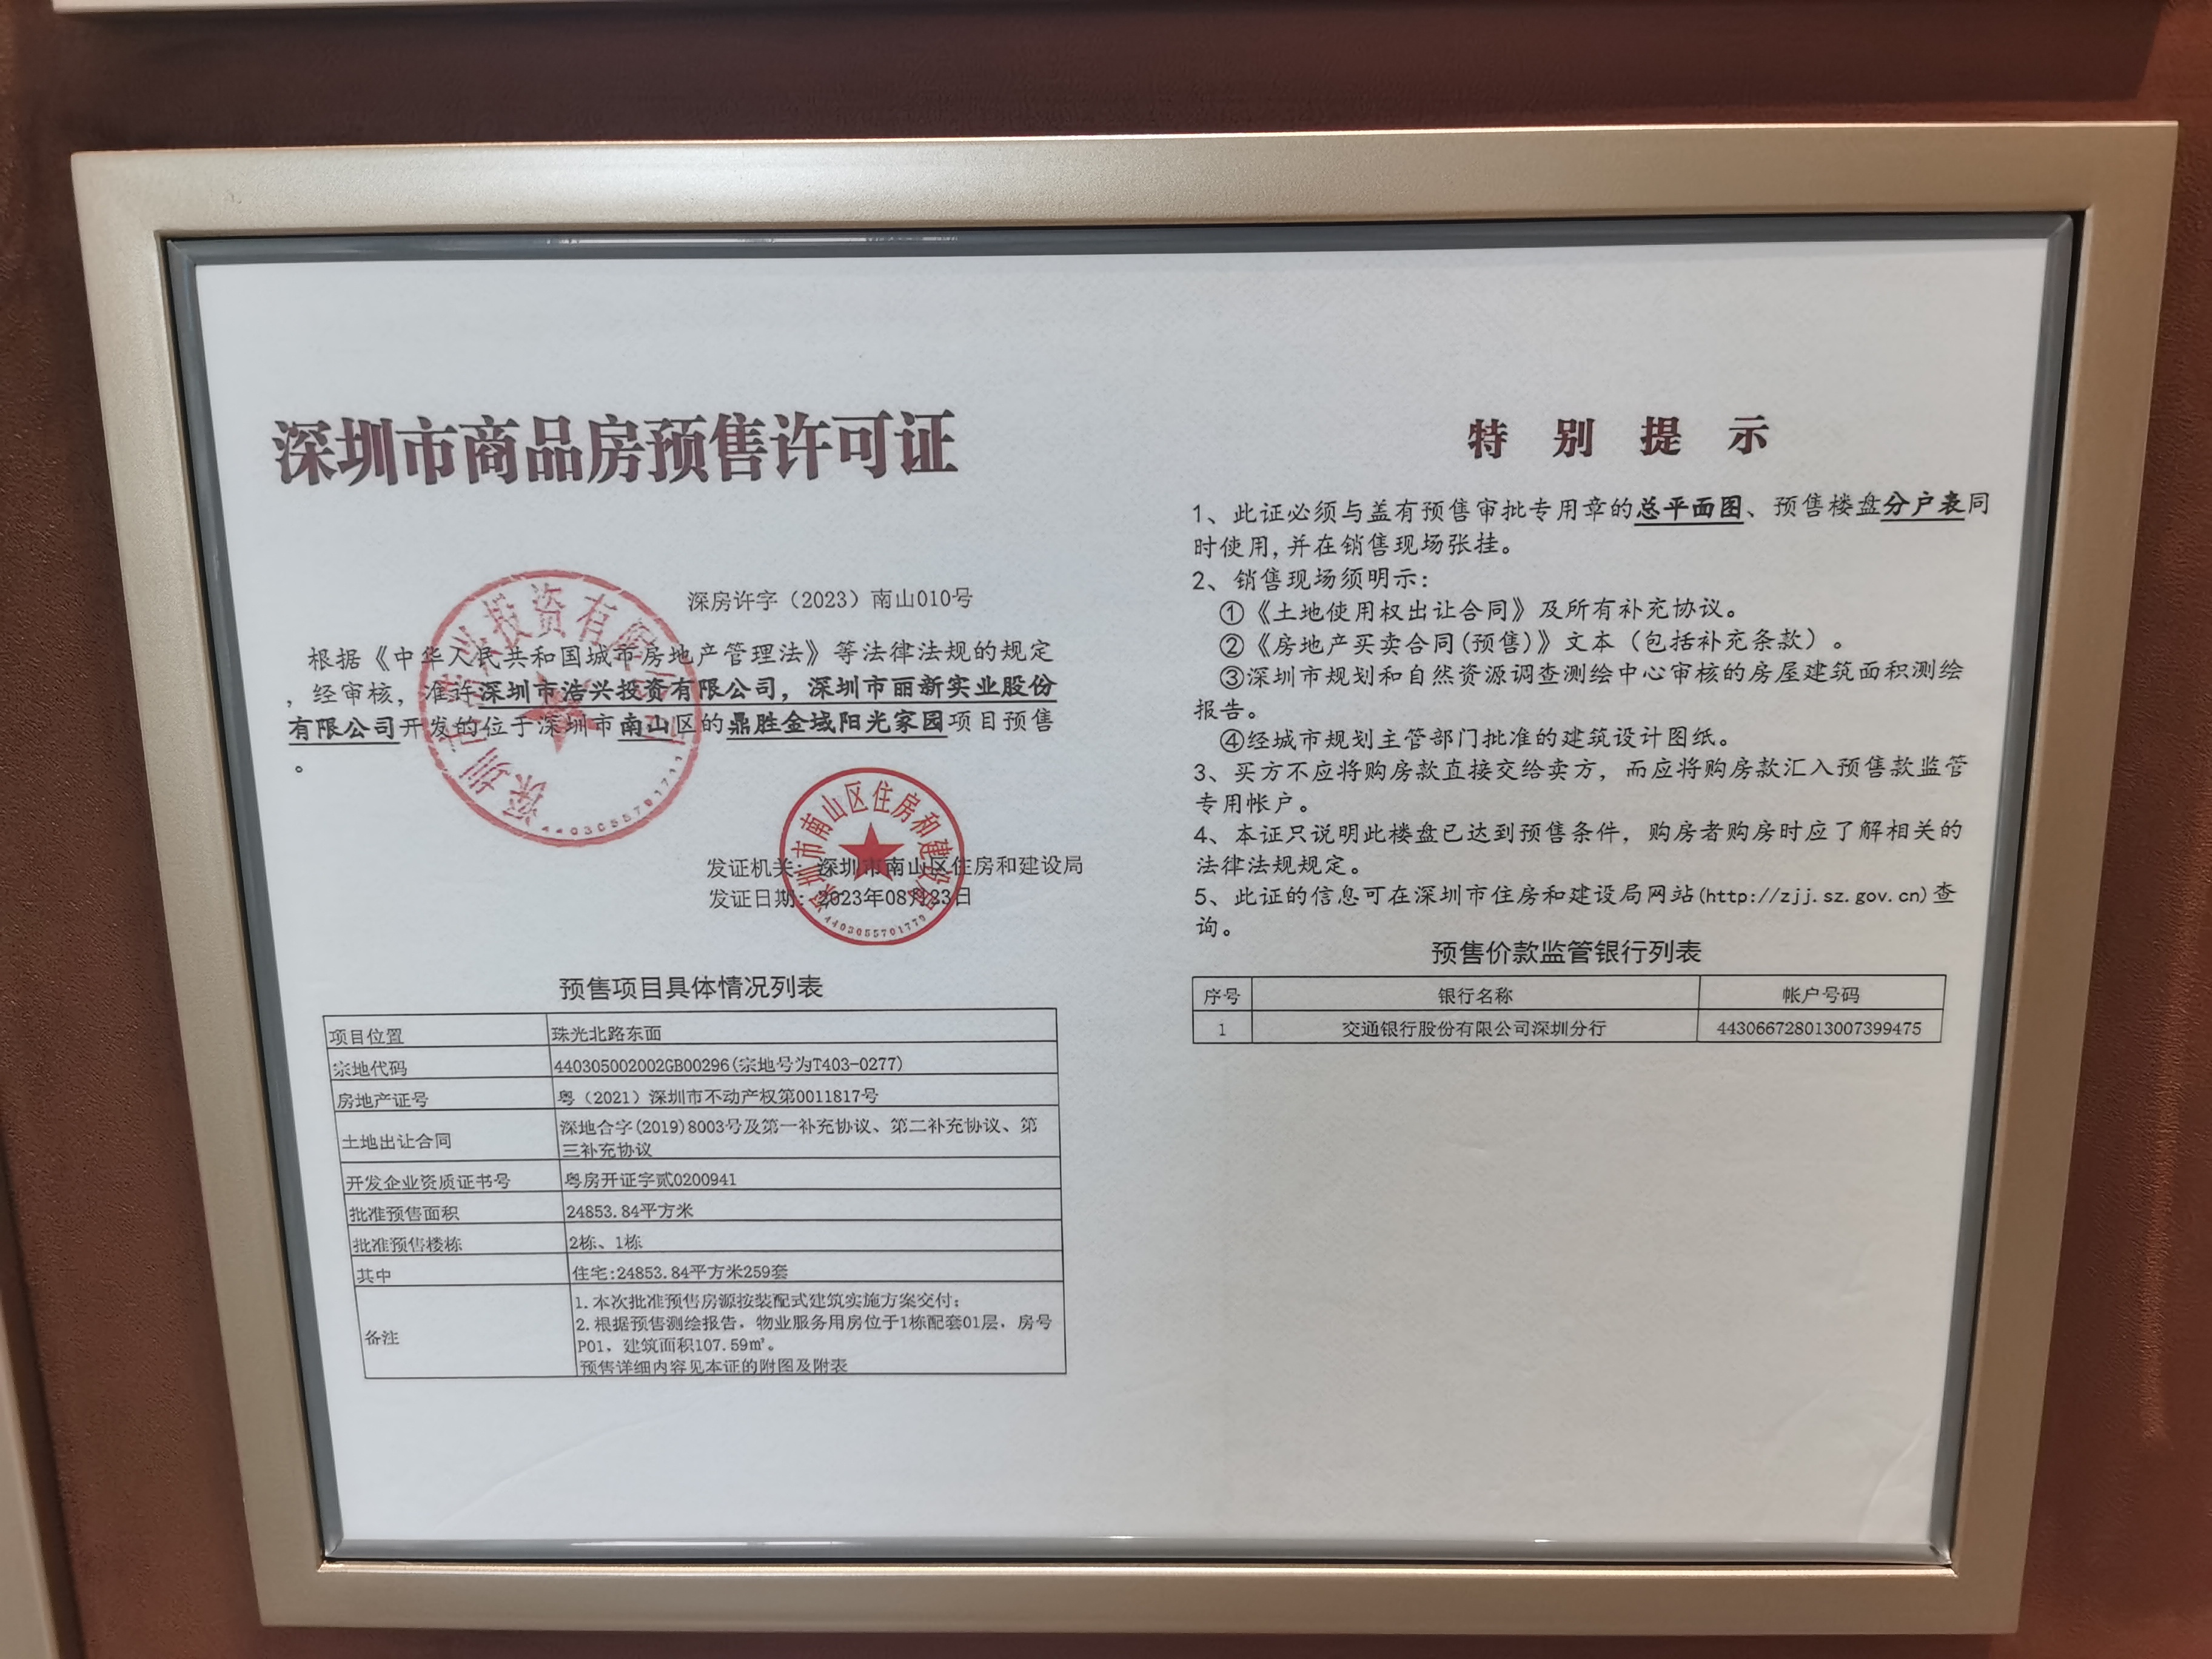 深圳市商品房预售许可证
深房许字（2023）南山010号
根据《中华人民共和国城市房地产管理法》等法律法规的规定
，经审核，准许深圳市浩兴投资有限公司，深圳市丽新实业股份
有限公司开发的位于深圳市南山区的鼎胜金域阳光家园项目预售
。
发证机关：深圳市南山区住房和建设局
发证日期：2023年08月23日
预售项目具体情况列表
项目位置 珠光北路东面
宗地代码 440305002002GB00296(宗地号为T403-0277)
房地产证号 粤（2021）深圳市不动产权第0011817号
土地出让合同 深地合字(2019)8003号及第一补充协议、第二补充协议、第
三补充协议
开发企业资质证书号 粤房开证字贰0200941
批准预售面积 24853.84平方米
批准预售楼栋 2栋、1栋
其中 住宅:24853.84平方米259套
备注 1.本次批准预售房源按装配式建筑实施方案交付；
2.根据预售测绘报告，物业服务用房位于1栋配套01层，房号
P01，建筑面积107.59㎡。
预售详细内容见本证的附图及附表
特别提示
1、此证必须与盖有预售审批专用章的总平面图、预售楼盘分户表同
时使用,并在销售现场张挂。
2、销售现场须明示：
①《土地使用权出让合同》及所有补充协议。
②《房地产买卖合同(预售)》文本（包括补充条款）。
③深圳市规划和自然资源调查测绘中心审核的房屋建筑面积测绘
报告。
④经城市规划主管部门批准的建筑设计图纸。
3、买方不应将购房款直接交给卖方，而应将购房款汇入预售款监管
专用帐户。
4、本证只说明此楼盘已达到预售条件，购房者购房时应了解相关的
法律法规规定。
5、此证的信息可在深圳市住房和建设局网站(http://zjj.sz.gov.cn)查
询。
预售价款监管银行列表
序号 银行名称 帐户号码
1 交通银行股份有限公司深圳分行 443066728013007399475
深圳市南山区住房和建设局
4403055701779